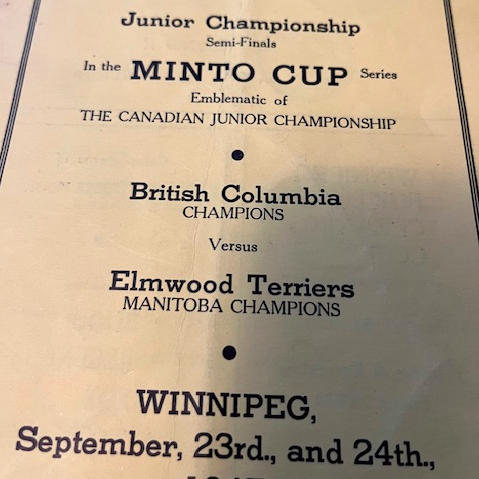 Junior Championship
Semi-Finals
In the MINTO CUP Series
Emblematic of
THE CANADIAN JUNIOR CHAMPIONSHIP
British Columbia
CHAMPIONS
Versus
Elmwood Terriers
MANITOBA CHAMPIONS
WINNIPEG,
September, 23rd., and 24th.,